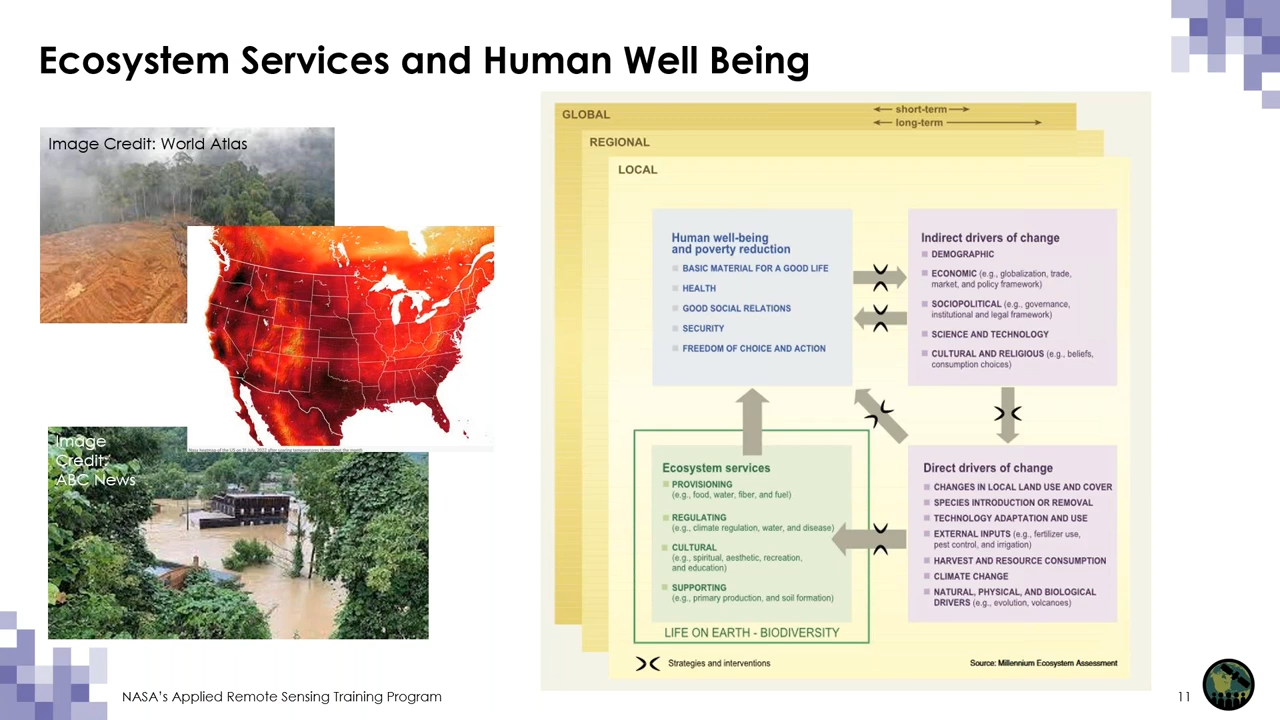 Ecosystem Services and Human Well Being
Image Credit: World Atlas
Image
Credit:
ABC News
GLOBAL
short-term
long-term
REGIONAL
LOCAL
Human well-being
and poverty reduction
BASIC MATERIAL FOR A GOOD LIFE
HEALTH
GOOD SOCIAL RELATIONS
SECURITY
FREEDOM OF CHOICE AND ACTION
Indirect drivers of change
DEMOGRAPHIC
ECONOMIC (e.g., globalization, trade,
market, and policy framework)
SOCIOPOLITICAL (e.g., governance,
institutional and legal framework)
SCIENCE AND TECHNOLOGY
CULTURAL AND RELIGIOUS (e.g., beliefs,
consumption choices)
Ecosystem services
PROVISIONING
(e.g., food, water, fiber, and fuel)
REGULATING
(e.g., climate regulation, water, and disease)
CULTURAL
(e.g., spiritual, aesthetic, recreation,
and education)
SUPPORTING
(e.g., primary production, and soil formation)
LIFE ON EARTH - BIODIVERSITY
Direct drivers of change
CHANGES IN LOCAL LAND USE AND COVER
SPECIES INTRODUCTION OR REMOVAL
TECHNOLOGY ADAPTATION AND USE
EXTERNAL INPUTS (e.g., fertilizer use,
pest control, and irrigation)
HARVEST AND RESOURCE CONSUMPTION
CLIMATE CHANGE
NATURAL, PHYSICAL, AND BIOLOGICAL
DRIVERS (e.g., evolution, volcanoes)
Strategies and interventions
Source: Millennium Ecosystem Assessment
NASA's Applied Remote Sensing Training Program
11